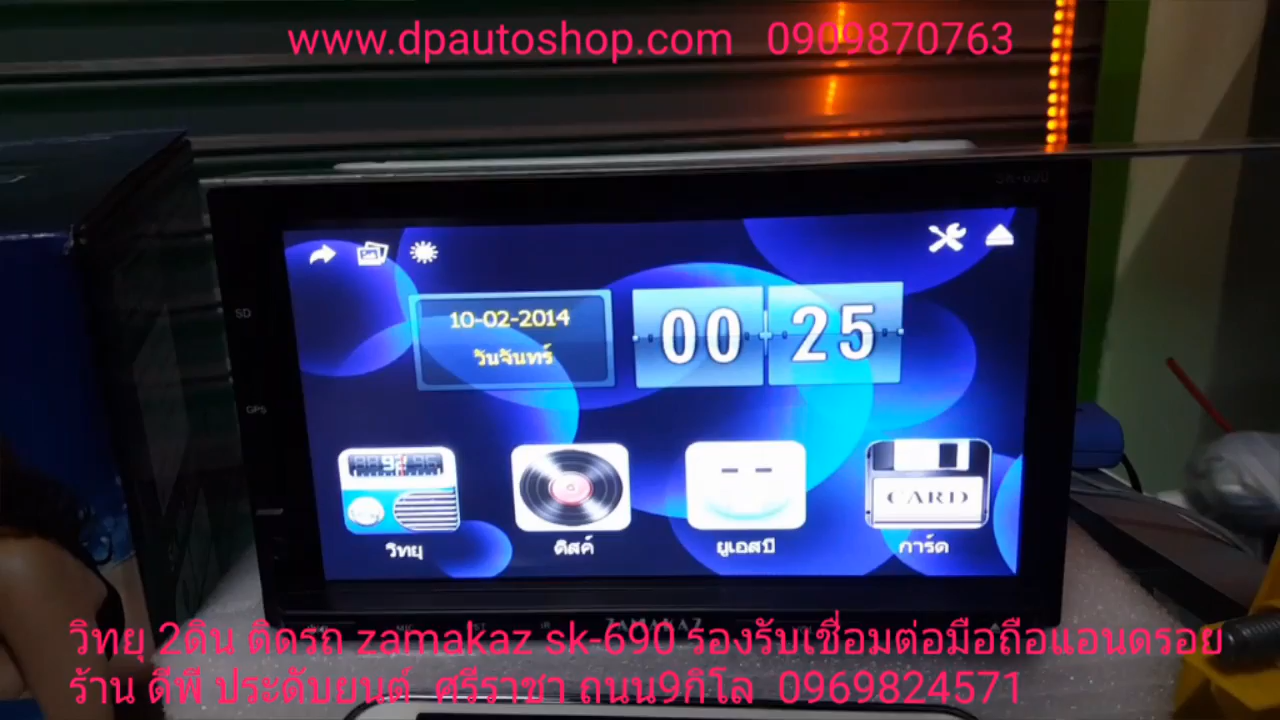 www.dpautoshop.com 0909870763
SK-690
SD
10-02-2014
วันจันทร์
00 25
GPS
CARD
วิทยุ ดิสค์ ยูเอสบี การ์ด
ZAMAKAZ
วิทยุ 2ดิน ติดรถ zamakaz sk-690 รองรับเชื่อมต่อมือถือแอนดรอย
ร้าน ดีพี ประดับยนต์ ศรีราชา ถนน9กิโล 0969824571